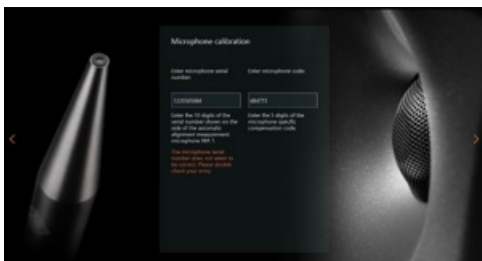 Microphone calibration
Enter microphone serial
number:
Enter the 10 digits of the
serial number shown on the
side of the automatic
alignment measurement
microphone MA 1.
The microphone serial
number does not seem to
be correct. Please double
check your entry.
Enter microphone code:
Enter the 5 digits of the
microphone specific
compensation code.